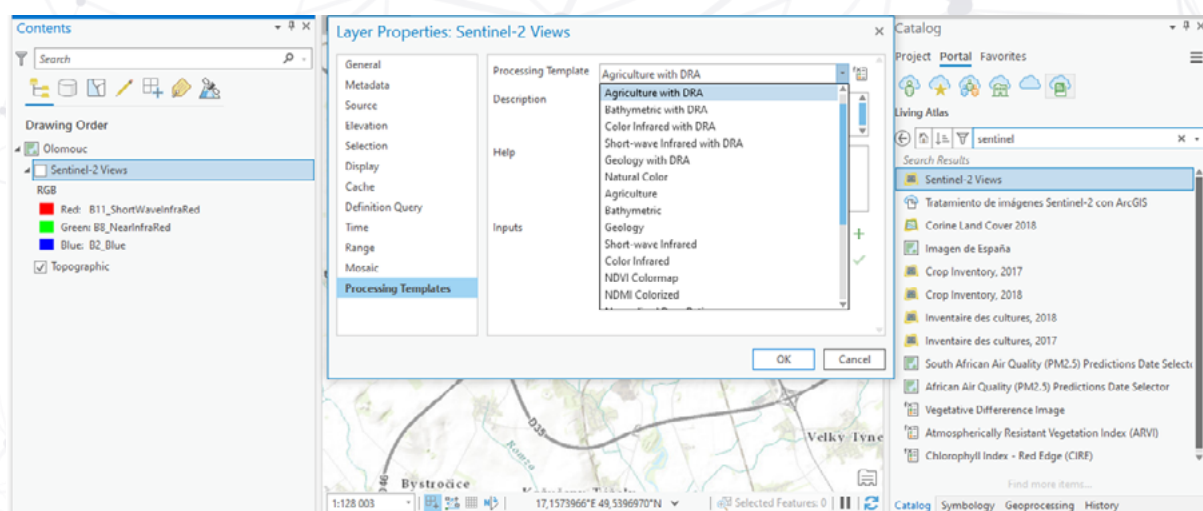 Contents
Search
Drawing Order
Olomouc
Sentinel-2 Views
RGB
Red: B11_ShortWaveInfraRed
Green: B8_NearInfraRed
Blue: B2_Blue
Topographic
Layer Properties: Sentinel-2 Views
General
Metadata
Source
Elevation
Selection
Display
Cache
Definition Query
Time
Range
Mosaic
Processing Templates
Processing Template
Agriculture with DRA
Description
Help
Inputs
Agriculture with DRA
Bathymetric with DRA
Color Infrared with DRA
Short-wave Infrared with DRA
Geology with DRA
Natural Color
Agriculture
Bathymetric
Geology
Short-wave Infrared
Color Infrared
NDVI Colormap
NDMI Colorized
OK Cancel
D35
Velky Tyne
Bystročice
1:128 003
17,1573966°E 49,5396970°N
Selected Features: 0
Catalog
Project Portal Favorites
Living Atlas
sentinel
Search Results
Sentinel-2 Views
Tratamiento de imágenes Sentinel-2 con ArcGIS
Corine Land Cover 2018
Imagen de España
Crop Inventory, 2017
Crop Inventory, 2018
Inventaire des cultures, 2018
Inventaire des cultures, 2017
South African Air Quality (PM2.5) Predictions Date Selecto
African Air Quality (PM2.5) Predictions Date Selector
Vegetative Differerence Image
Atmospherically Resistant Vegetation Index (ARVI)
Chlorophyll Index - Red Edge (CIRE)
Find more items...
Catalog Symbology Geoprocessing History